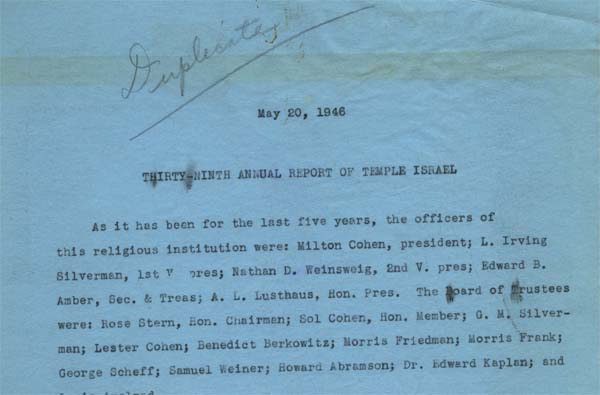 Duplicate
May 20, 1946
THIRTY-NINTH ANNUAL REPORT OF TEMPLE ISRAEL
As it has been for the last five years, the officers of
this religious institution were: Milton Cohen, president; L. Irving
Silverman, 1st V pres; Nathan D. Weinsweig, 2nd V. pres; Edward B.
Amber, Sec. & Treas; A. L. Lusthaus, Hon. Pres. The Board of Trustees
were: Rose Stern, Hon. Chairman; Sol Cohen, Hon. Member; G. M. Silver-
man; Lester Cohen; Benedict Berkowitz; Morris Friedman; Morris Frank;
George Scheff; Samuel Weiner; Howard Abramson; Dr. Edward Kaplan; and